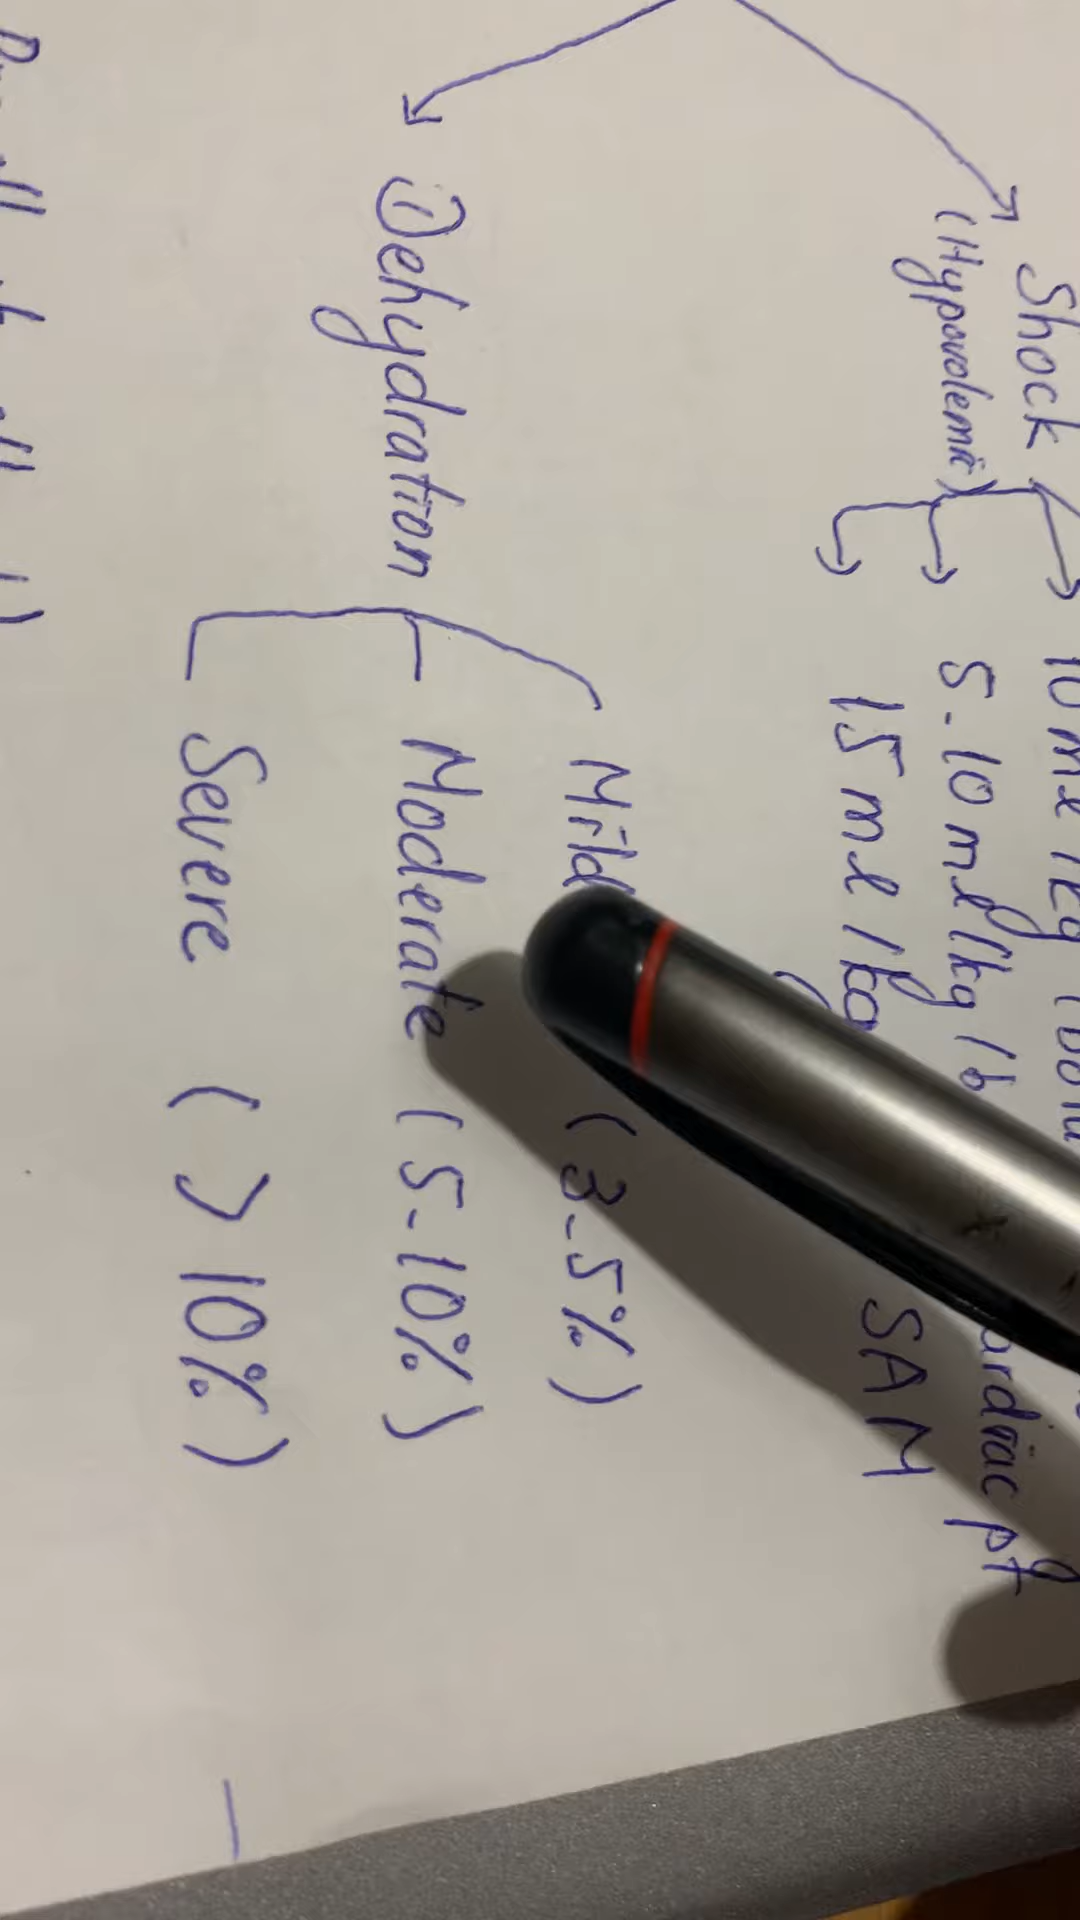 Shock
(Hypovolemic)
10 ml/kg
5-10 ml/kg/b
15 ml/kg
ardiac pt
SAM
Dehydration
Mild (3-5%)
Moderate (5-10%)
Severe (>10%)